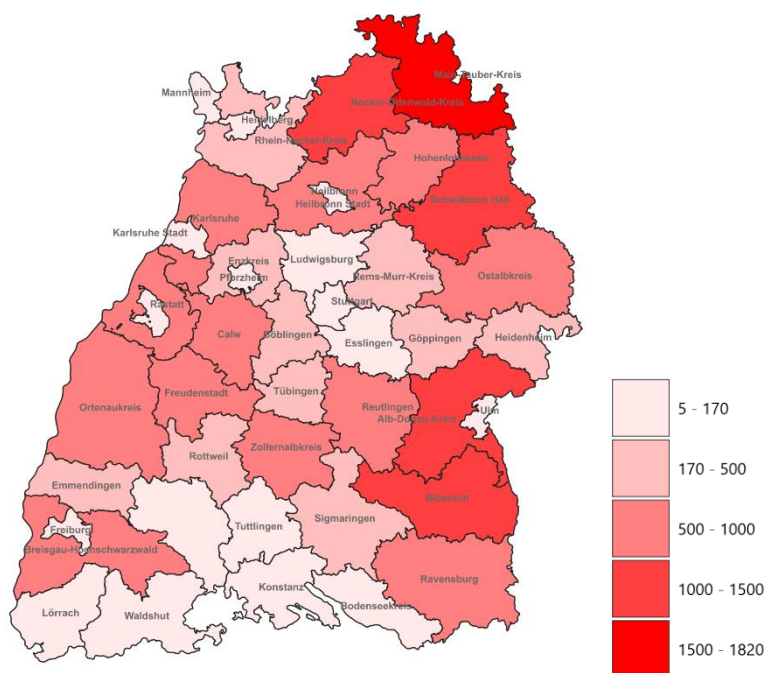 Mannheim
Main-Tauber-Kreis
Heidelberg
Neckar-Odenwald-Kreis
Rhein-Neckar-Kreis
Hohenlohekreis
Heilbronn
Heilbronn Stadt
Schwäbisch Hall
Karlsruhe
Karlsruhe Stadt
Enzkreis
Pforzheim
Ludwigsburg
Rems-Murr-Kreis
Ostalbkreis
Rastatt
Stuttgart
Calw
Böblingen
Esslingen
Göppingen
Heidenheim
Ortenaukreis
Freudenstadt
Tübingen
Reutlingen
Alb-Donau-Kreis
Ulm
Rottweil
Zollernalbkreis
Emmendingen
Biberach
Freiburg
Breisgau-Hochschwarzwald
Tuttlingen
Sigmaringen
Ravensburg
Lörrach
Waldshut
Konstanz
Bodenseekreis
5 - 170
170 - 500
500 - 1000
1000 - 1500
1500 - 1820